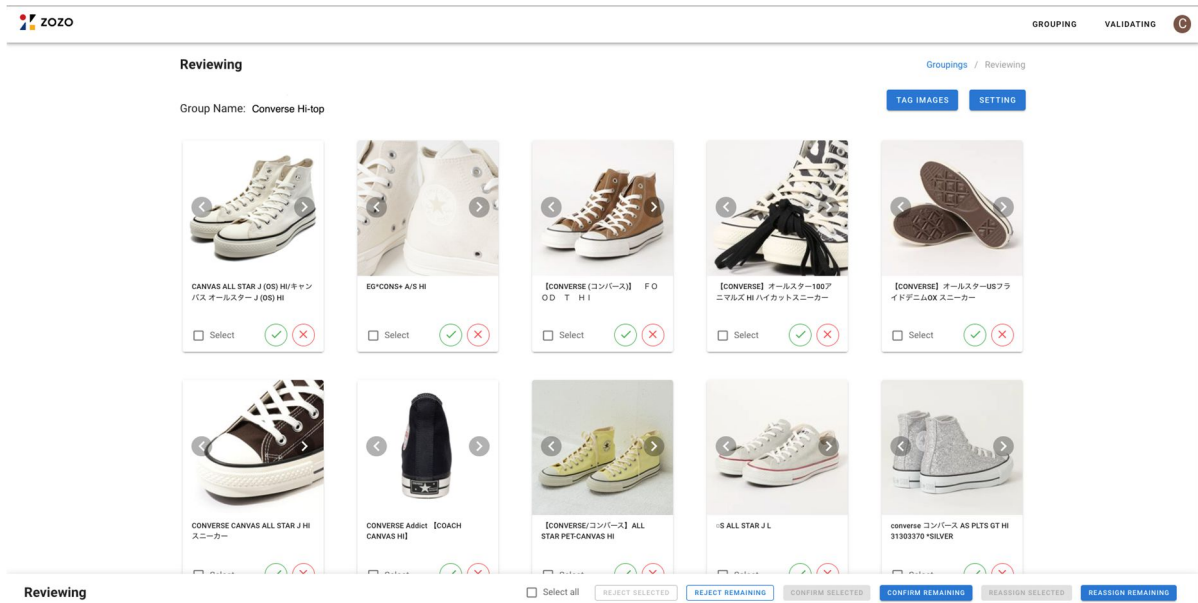 ZOZO
GROUPING VALIDATING C
Reviewing
Groupings / Reviewing
Group Name: Converse Hi-top
TAG IMAGES SETTING
CANVAS ALL STAR J (OS) HI/キャン
バス オールスター J (OS) HI
EG*CONS+ A/S HI
【CONVERSE (コンバース)】 ＦＯ
ＯＤ Ｔ ＨＩ
【CONVERSE】オールスター100ア
ニマルズ HI ハイカットスニーカー
【CONVERSE】オールスターUSフラ
イドデニムOX スニーカー
Select
Select
Select
Select
Select
CONVERSE CANVAS ALL STAR J HI
スニーカー
CONVERSE Addict 【COACH
CANVAS HI】
【CONVERSE/コンバース】ALL
STAR PET-CANVAS HI
○S ALL STAR J L
converse コンバース AS PLTS GT HI
31303370 *SILVER
Select
Select
Select
Select
Select
Reviewing
Select all
REJECT SELECTED
REJECT REMAINING
CONFIRM SELECTED
CONFIRM REMAINING
REASSIGN SELECTED
REASSIGN REMAINING